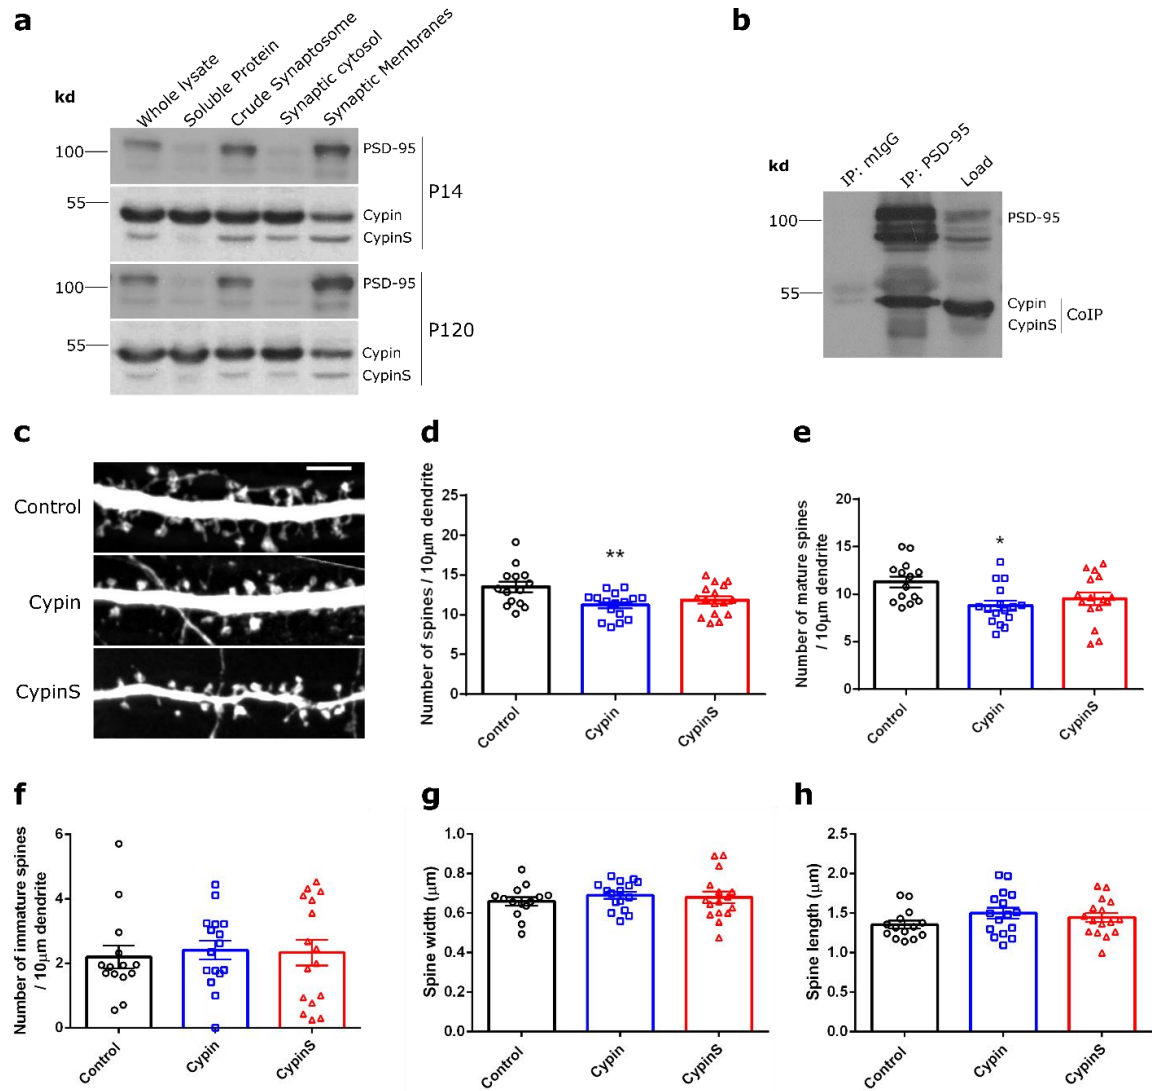 a
kd
Whole lysate
Soluble Protein
Crude Synaptosome
Synaptic cytosol
Synaptic Membranes
100
PSD-95
55
Cypin
CypinS
P14
100
PSD-95
55
Cypin
CypinS
P120
b
kd
IP: mIgG
IP: PSD-95
Load
100
PSD-95
55
Cypin
CypinS
CoIP
c
Control
Cypin
CypinS
d
Number of spines / 10μm dendrite
25
20
15
10
5
0
**
Control
Cypin
CypinS
e
Number of mature spines
/ 10μm dendrite
20
15
10
5
0
*
Control
Cypin
CypinS
f
Number of immature spines
/ 10μm dendrite
6
4
2
0
Control
Cypin
CypinS
g
Spine width (μm)
1.0
0.8
0.6
0.4
0.2
0.0
Control
Cypin
CypinS
h
Spine length (μm)
2.5
2.0
1.5
1.0
0.5
0.0
Control
Cypin
CypinS